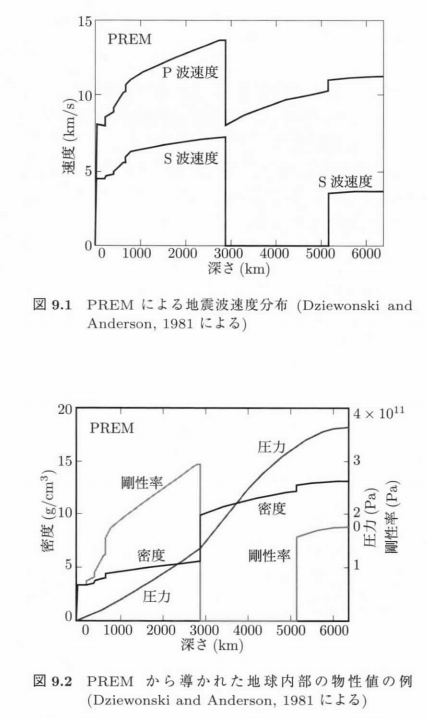 15
PREM
P 波速度
10
速度 (km/s)
5
S 波速度
S 波速度
0
0 1000 2000 3000 4000 5000 6000
深さ (km)
図 9.1 PREM による地震波速度分布 (Dziewonski and
Anderson, 1981 による)
20
4 × 10¹¹
PREM
圧力
15
3
剛性率
密度 (g/cm³)
密度
10
2
0
圧力 (Pa)
剛性率 (Pa)
密度
剛性率
5
1
圧力
0
0 1000 2000 3000 4000 5000 6000
深さ (km)
図 9.2 PREM から導かれた地球内部の物性値の例
(Dziewonski and Anderson, 1981 による)